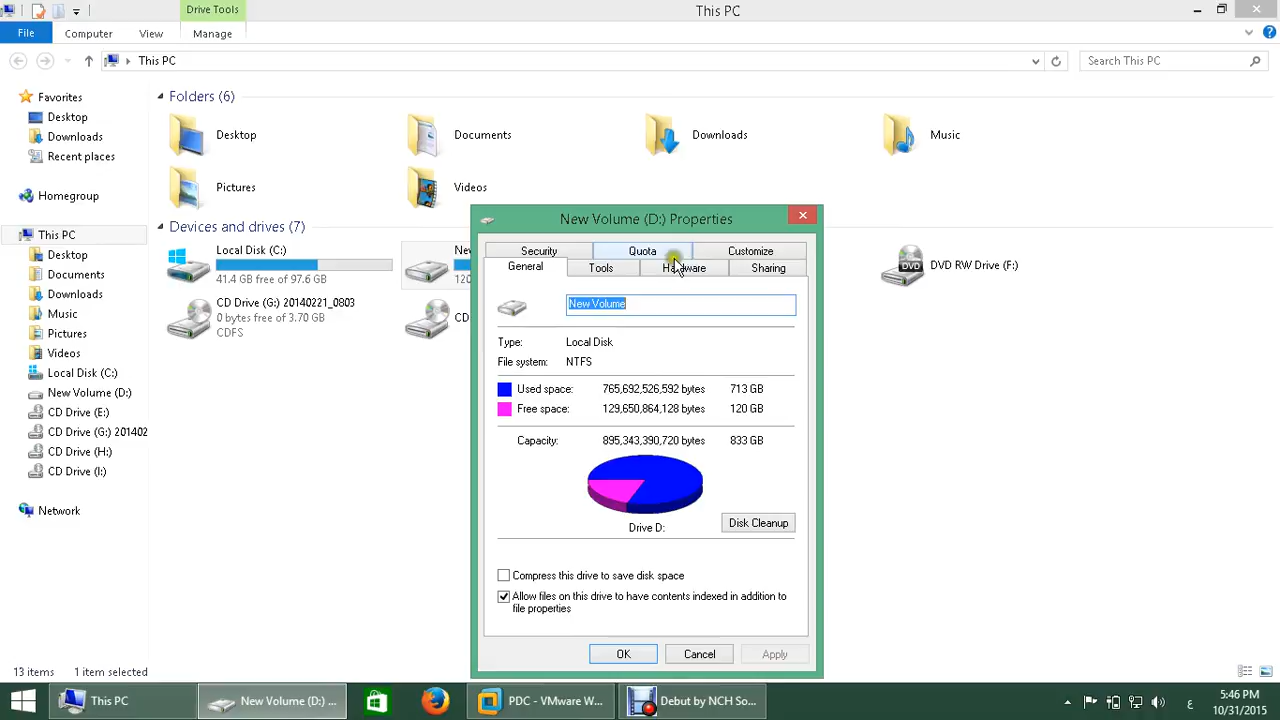 Drive Tools
This PC
File
Computer
View
Manage
This PC
Search This PC
Favorites
Desktop
Downloads
Recent places
Homegroup
This PC
Desktop
Documents
Downloads
Music
Pictures
Videos
Local Disk (C:)
New Volume (D:)
CD Drive (E:)
CD Drive (G:) 201402
CD Drive (H:)
CD Drive (I:)
Network
Folders (6)
Desktop
Documents
Downloads
Music
Pictures
Videos
Devices and drives (7)
Local Disk (C:)
41.4 GB free of 97.6 GB
New
120
DVD RW Drive (F:)
CD Drive (G:) 20140221_0803
0 bytes free of 3.70 GB
CDFS
CD
New Volume (D:) Properties
Security
Quota
Customize
General
Tools
Hardware
Sharing
New Volume
Type:
Local Disk
File system:
NTFS
Used space:
765,692,526,592 bytes
713 GB
Free space:
129,650,864,128 bytes
120 GB
Capacity:
895,343,390,720 bytes
833 GB
Drive D:
Disk Cleanup
Compress this drive to save disk space
Allow files on this drive to have contents indexed in addition to
file properties
OK
Cancel
Apply
13 items
1 item selected
This PC
New Volume (D:) ...
PDC - VMware W...
Debut by NCH So...
ع
5:46 PM
10/31/2015